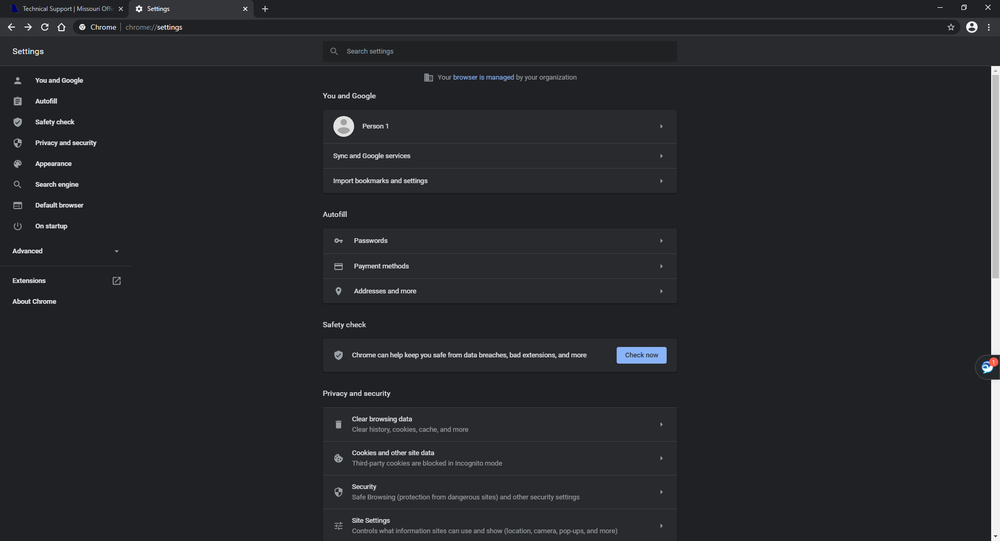 Technical Support | Missouri Offi
Settings
Chrome
chrome://settings
Settings
Search settings
You and Google
Autofill
Safety check
Privacy and security
Appearance
Search engine
Default browser
On startup
Advanced
Extensions
About Chrome
Your browser is managed by your organization
You and Google
Person 1
Sync and Google services
Import bookmarks and settings
Autofill
Passwords
Payment methods
Addresses and more
Safety check
Chrome can help keep you safe from data breaches, bad extensions, and more
Check now
Privacy and security
Clear browsing data
Clear history, cookies, cache, and more
Cookies and other site data
Third-party cookies are blocked in Incognito mode
Security
Safe Browsing (protection from dangerous sites) and other security settings
Site Settings
Controls what information sites can use and show (location, camera, pop-ups, and more)
1